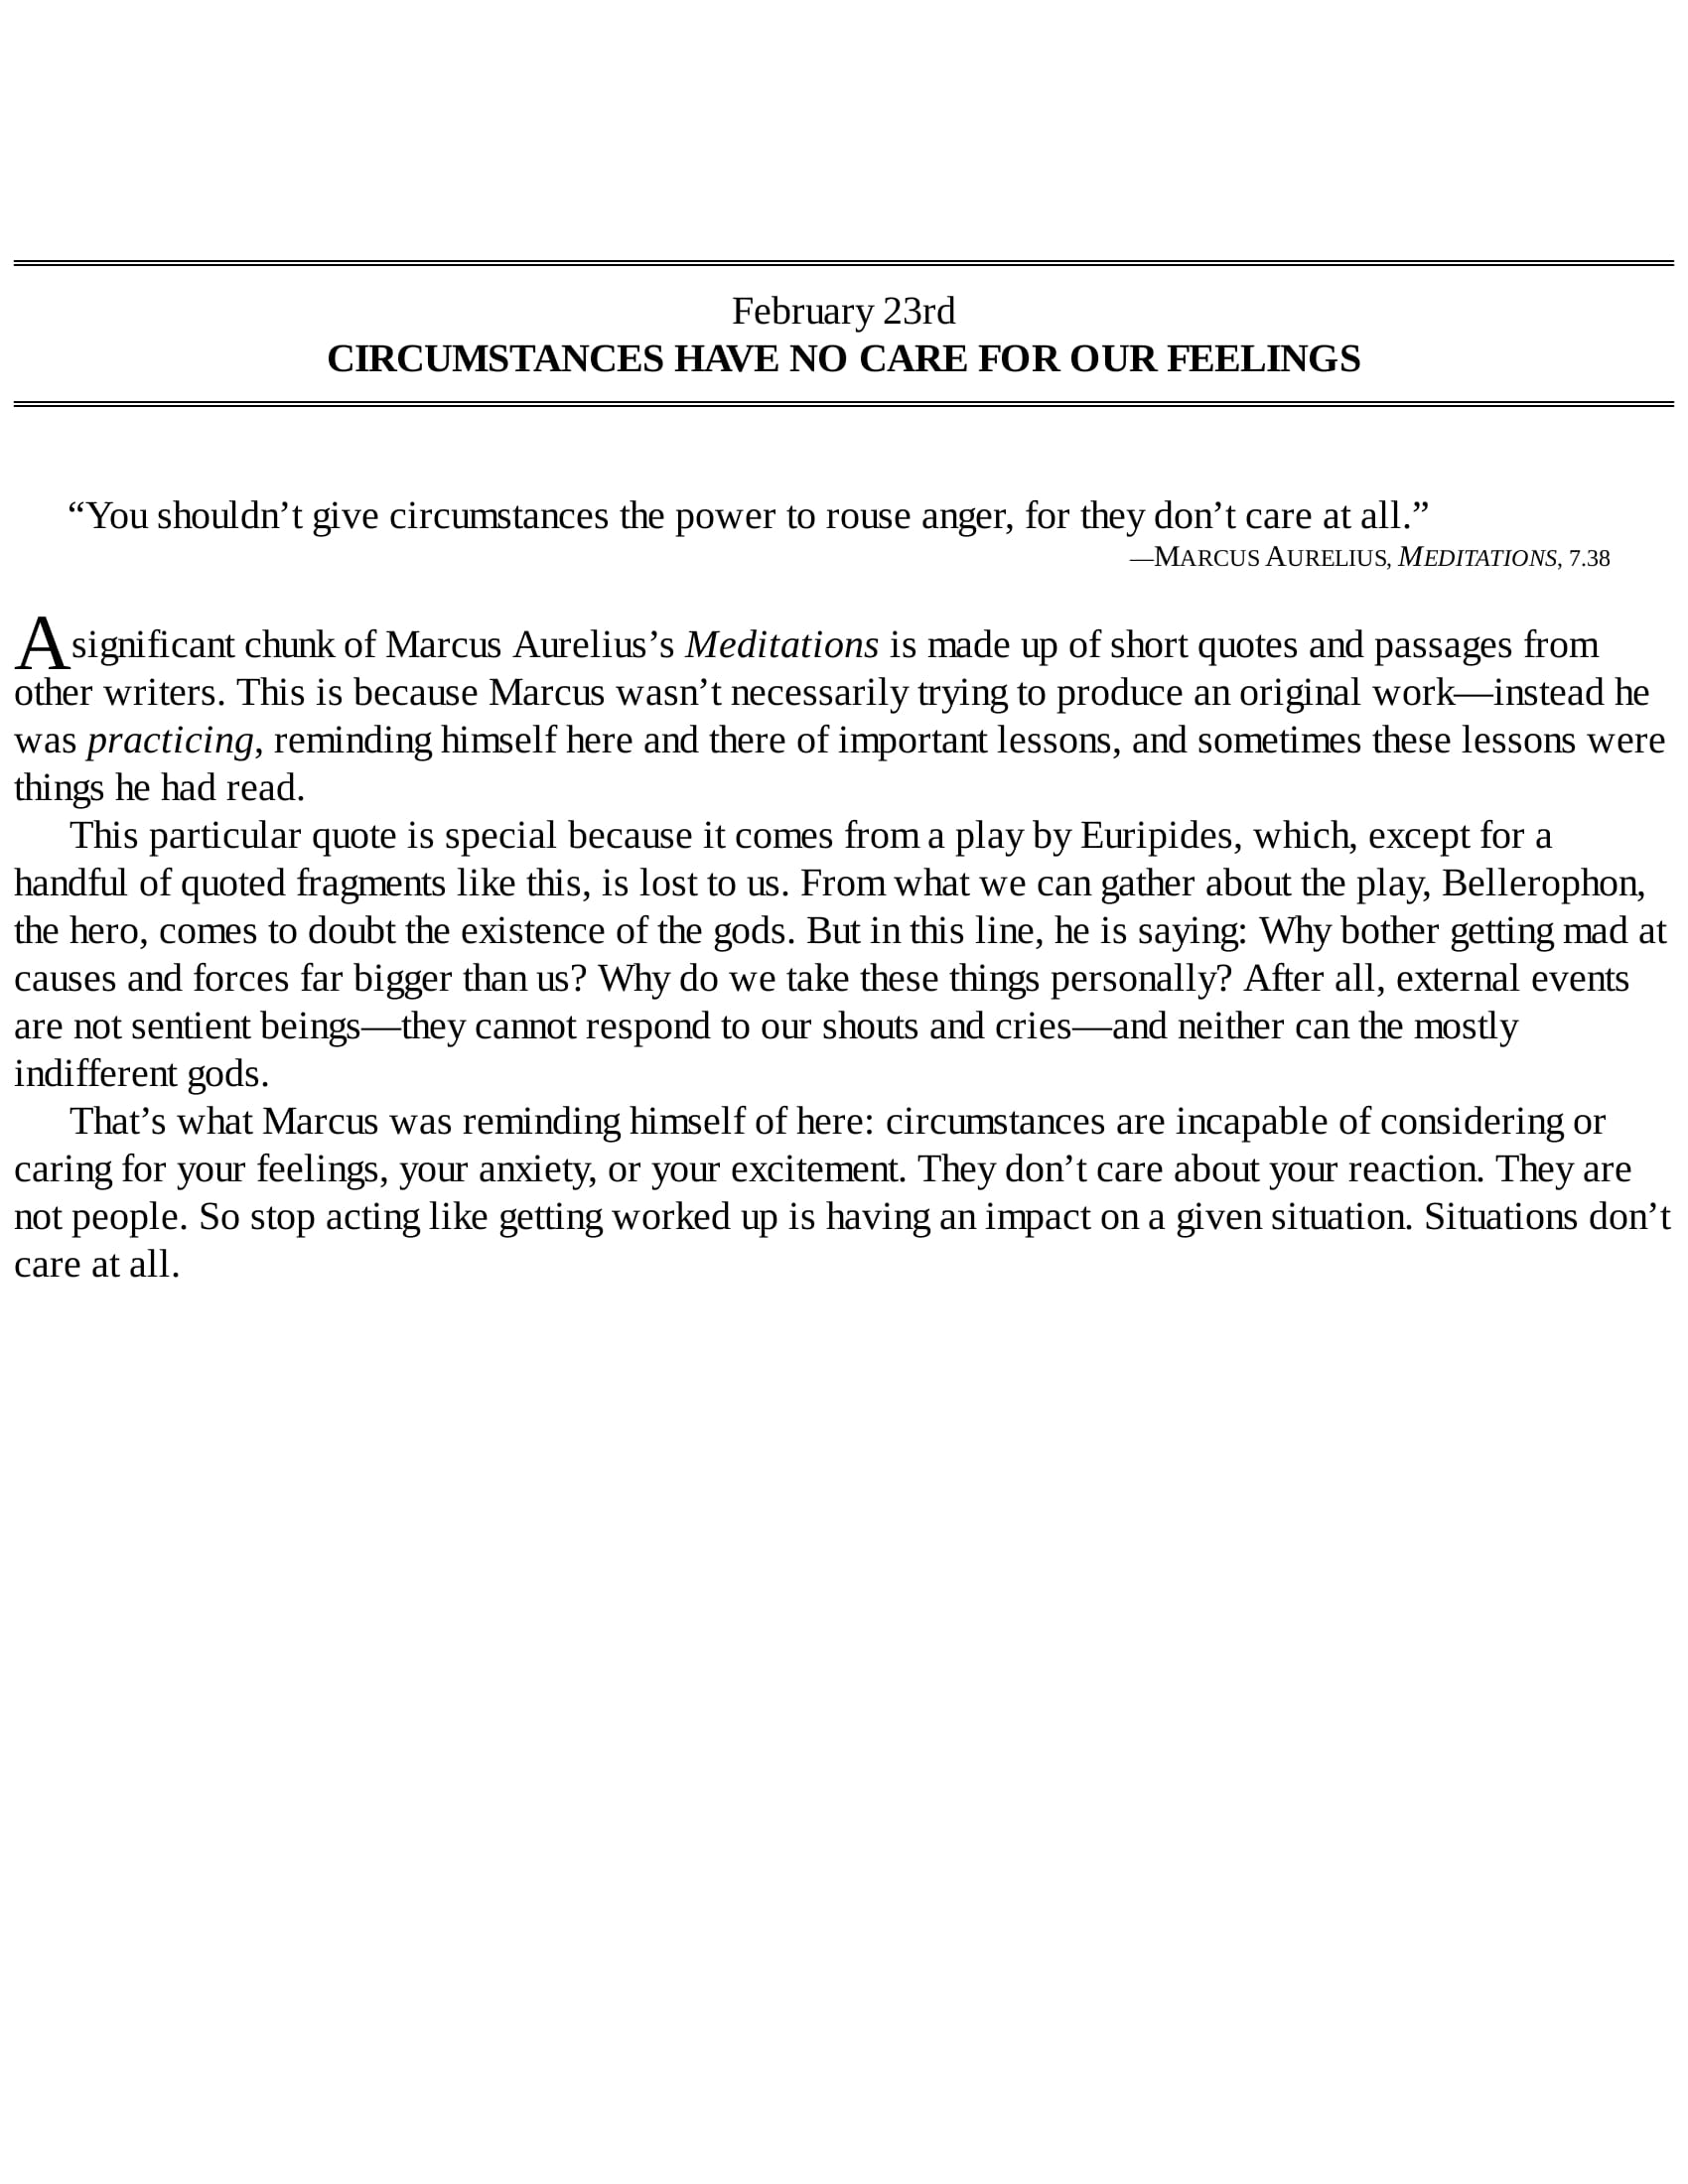 February 23rd
CIRCUMSTANCES HAVE NO CARE FOR OUR FEELINGS
“You shouldn’t give circumstances the power to rouse anger, for they don’t care at all.”
—MARCUS AURELIUS, MEDITATIONS, 7.38
A significant chunk of Marcus Aurelius’s Meditations is made up of short quotes and passages from
other writers. This is because Marcus wasn’t necessarily trying to produce an original work—instead he
was practicing, reminding himself here and there of important lessons, and sometimes these lessons were
things he had read.
This particular quote is special because it comes from a play by Euripides, which, except for a
handful of quoted fragments like this, is lost to us. From what we can gather about the play, Bellerophon,
the hero, comes to doubt the existence of the gods. But in this line, he is saying: Why bother getting mad at
causes and forces far bigger than us? Why do we take these things personally? After all, external events
are not sentient beings—they cannot respond to our shouts and cries—and neither can the mostly
indifferent gods.
That’s what Marcus was reminding himself of here: circumstances are incapable of considering or
caring for your feelings, your anxiety, or your excitement. They don’t care about your reaction. They are
not people. So stop acting like getting worked up is having an impact on a given situation. Situations don’t
care at all.